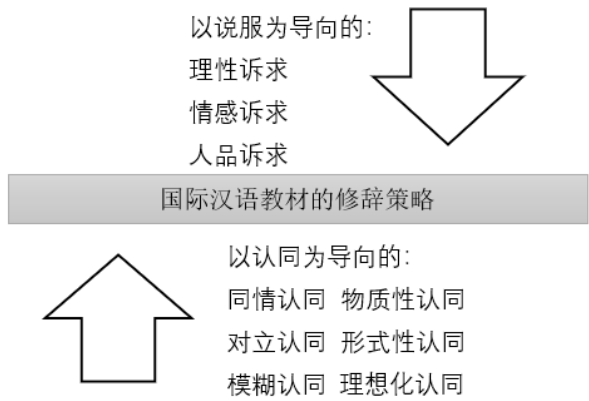 以说服为导向的:
理性诉求
情感诉求
人品诉求
国际汉语教材的修辞策略
以认同为导向的:
同情认同 物质性认同
对立认同 形式性认同
模糊认同 理想化认同